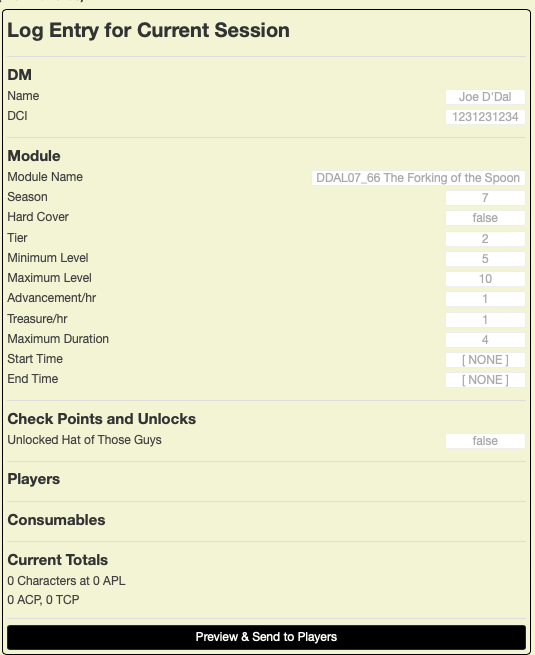 Log Entry for Current Session
DM
Name Joe D'Dal
DCI 1231231234
Module
Module Name DDAL07_66 The Forking of the Spoon
Season 7
Hard Cover false
Tier 2
Minimum Level 5
Maximum Level 10
Advancement/hr 1
Treasure/hr 1
Maximum Duration 4
Start Time [ NONE ]
End Time [ NONE ]
Check Points and Unlocks
Unlocked Hat of Those Guys false
Players
Consumables
Current Totals
0 Characters at 0 APL
0 ACP, 0 TCP
Preview & Send to Players